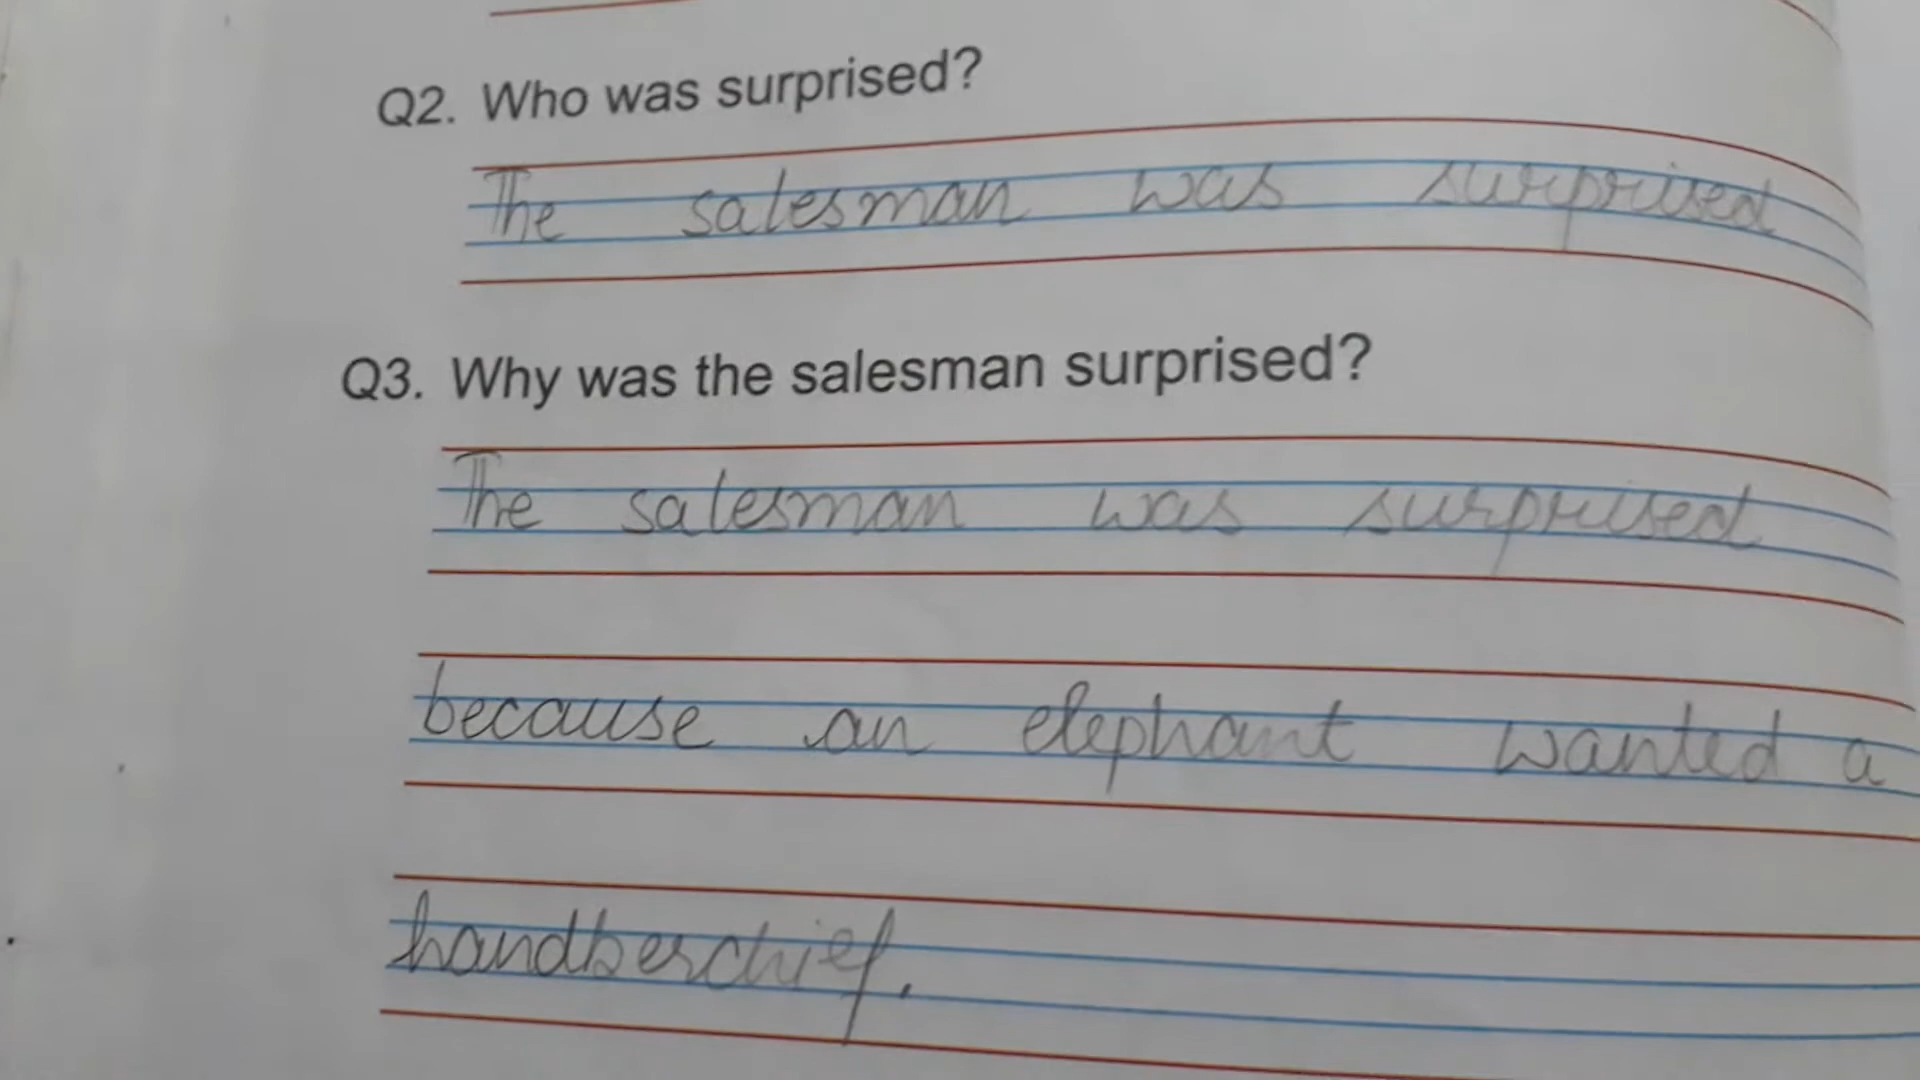 Q2. Who was surprised?
The salesman was surprised
Q3. Why was the salesman surprised?
The salesman was surprised
because an elephant wanted a
handkerchief.